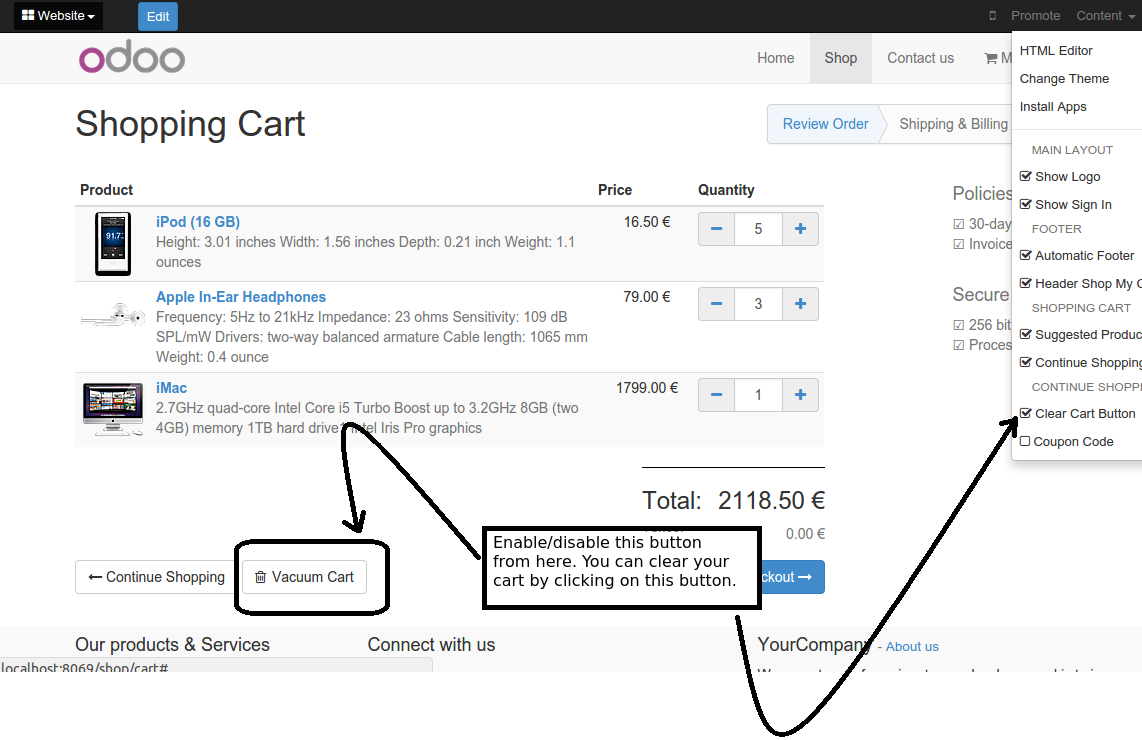 Website
Edit
Promote
Content
odoo
Home
Shop
Contact us
HTML Editor
Change Theme
Install Apps
Shopping Cart
Review Order
Shipping & Billing
MAIN LAYOUT
Show Logo
Show Sign In
FOOTER
Automatic Footer
Header Shop My
SHOPPING CART
Suggested Produc
Continue Shopping
CONTINUE SHOPP
Clear Cart Button
Coupon Code
Product
Price
Quantity
iPod (16 GB)
16.50 €
5
Height: 3.01 inches Width: 1.56 inches Depth: 0.21 inch Weight: 1.1
ounces
Apple In-Ear Headphones
79.00 €
3
Frequency: 5Hz to 21kHz Impedance: 23 ohms Sensitivity: 109 dB
SPL/mW Drivers: two-way balanced armature Cable length: 1065 mm
Weight: 0.4 ounce
iMac
1799.00 €
1
2.7GHz quad-core Intel Core i5 Turbo Boost up to 3.2GHz 8GB (two
4GB) memory 1TB hard drive Intel Iris Pro graphics
Policies
30-day
Invoice
Secure
256 bit
Proces
Total: 2118.50 €
0.00 €
Enable/disable this button
from here. You can clear your
cart by clicking on this button.
Continue Shopping
Vacuum Cart
ckout
Our products & Services
Connect with us
YourCompany - About us
localhost:8069/shop/cart#